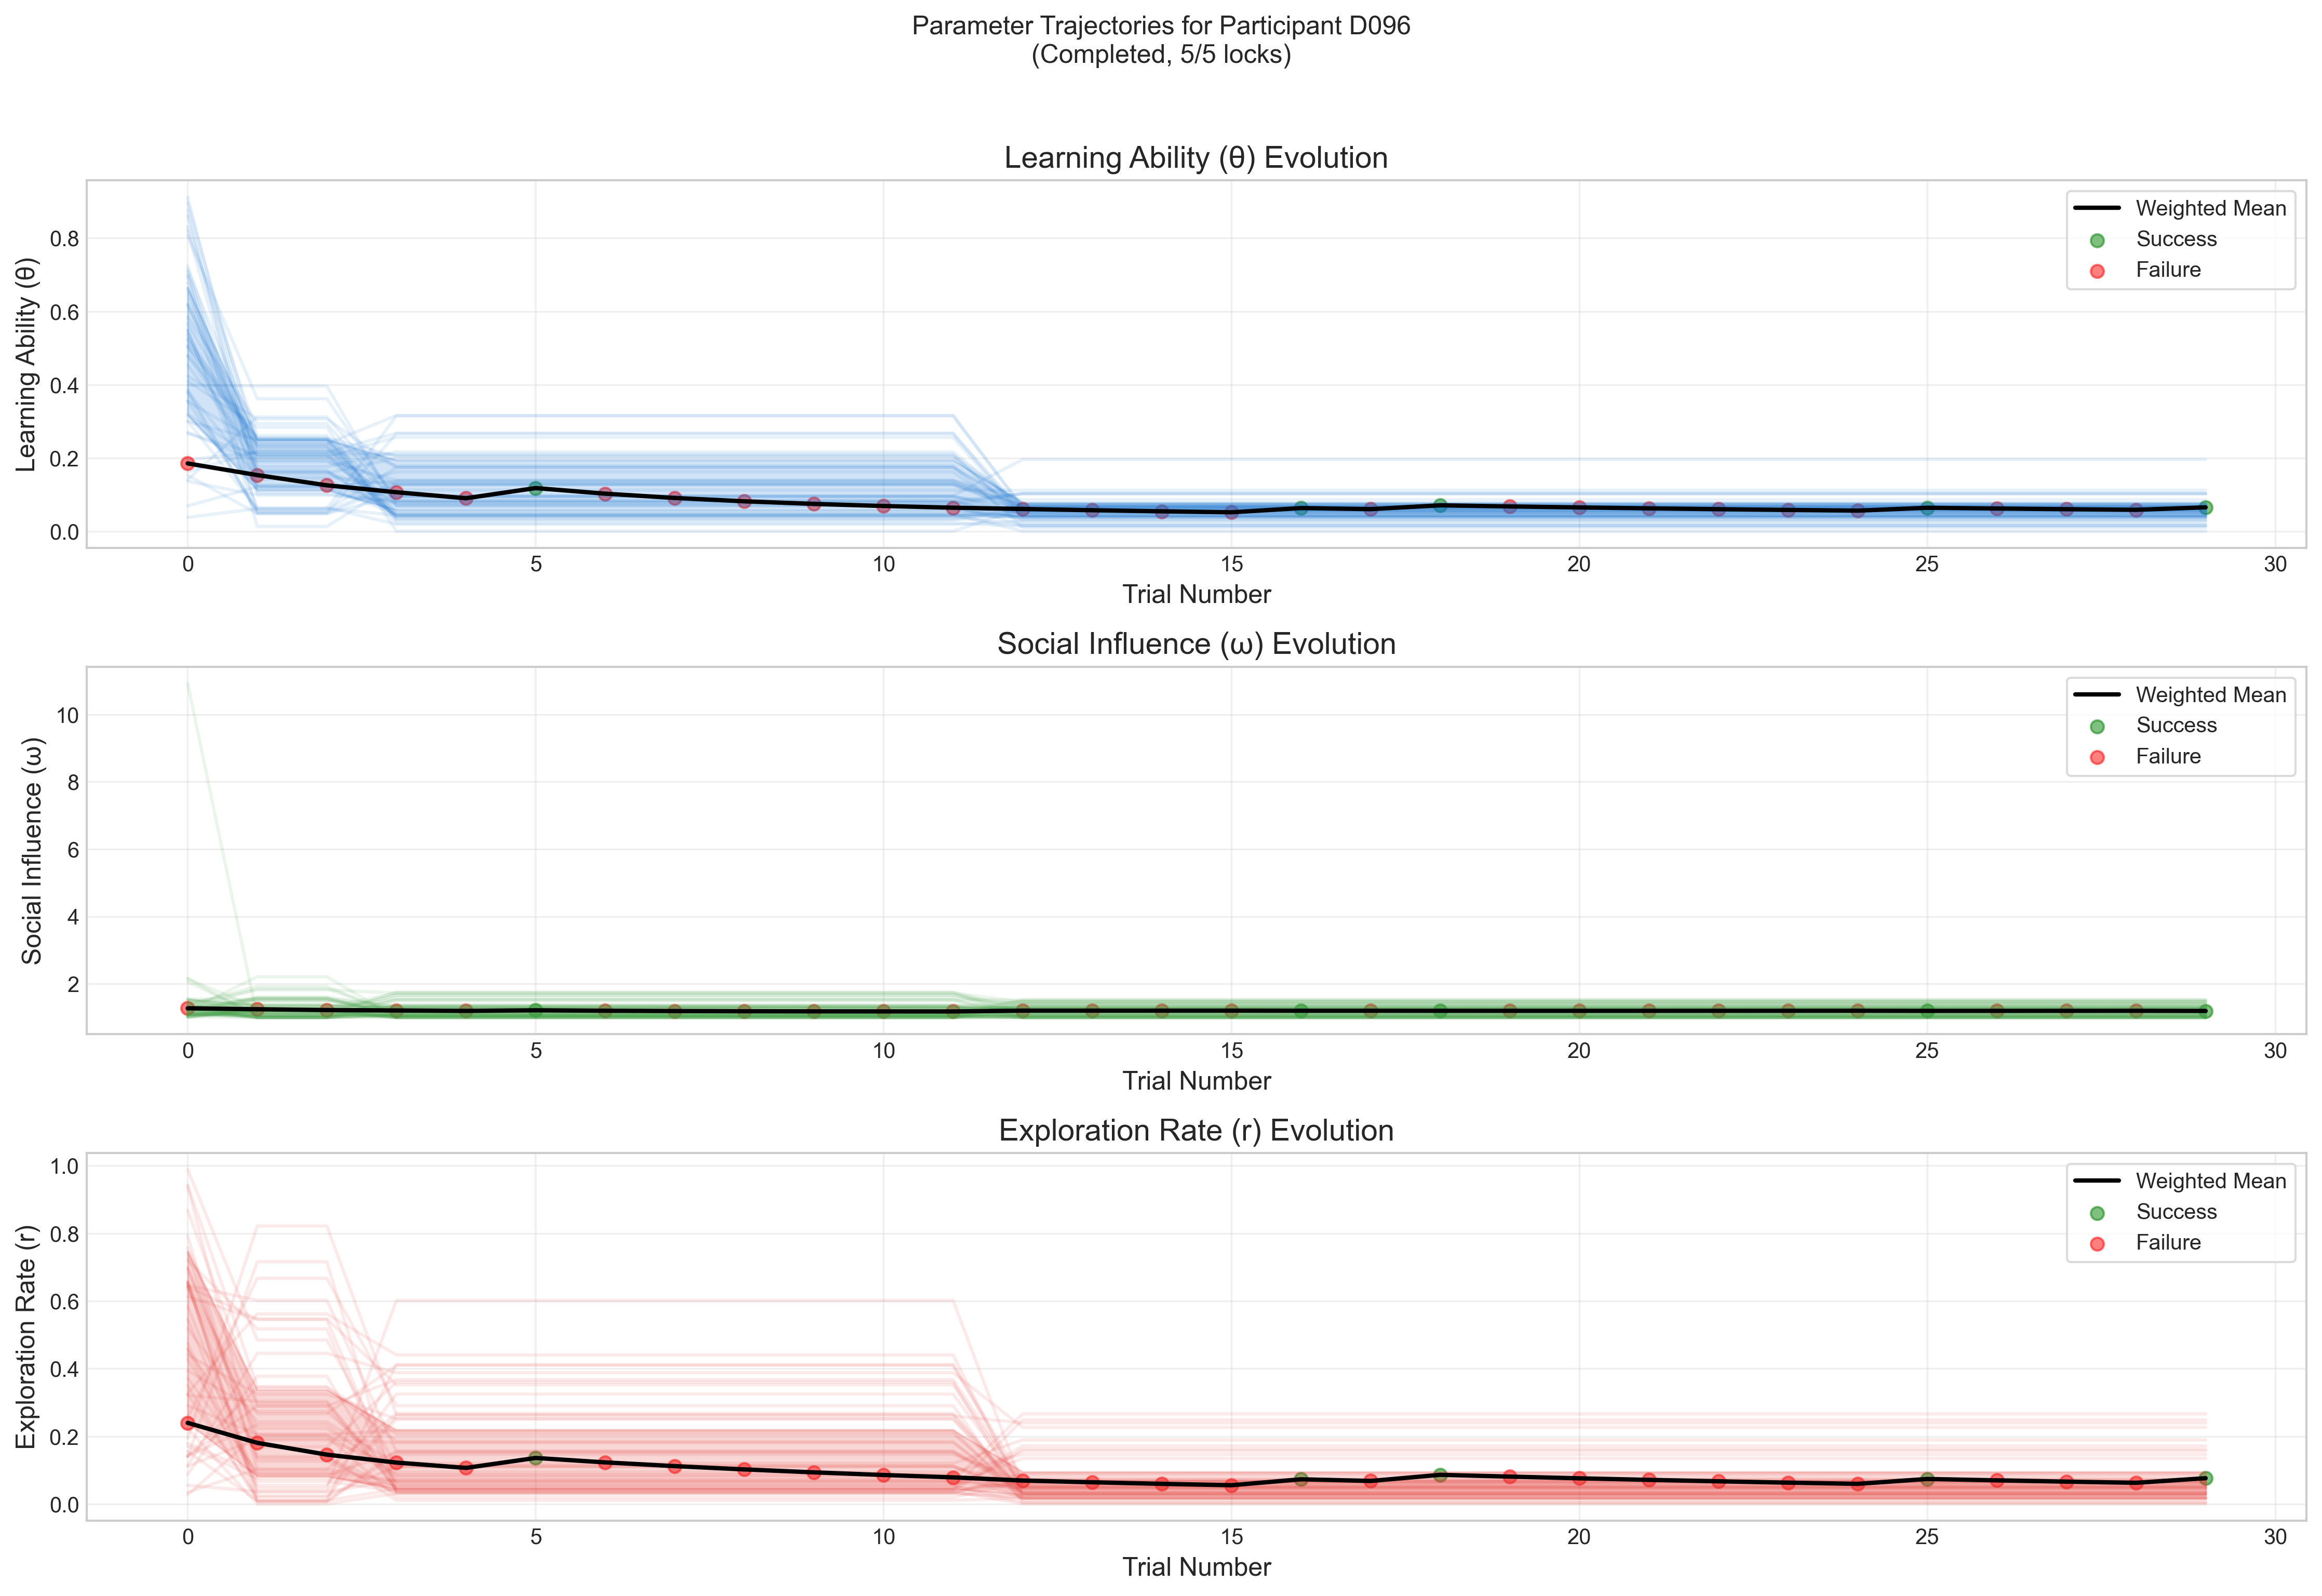 Parameter Trajectories for Participant D096
(Completed, 5/5 locks)
Learning Ability (θ) Evolution
Learning Ability (θ)
0.8
0.6
0.4
0.2
0.0
Weighted Mean
Success
Failure
0 5 10 15 20 25 30
Trial Number
Social Influence (ω) Evolution
Social Influence (ω)
10
8
6
4
2
Weighted Mean
Success
Failure
0 5 10 15 20 25 30
Trial Number
Exploration Rate (r) Evolution
Exploration Rate (r)
1.0
0.8
0.6
0.4
0.2
0.0
Weighted Mean
Success
Failure
0 5 10 15 20 25 30
Trial Number